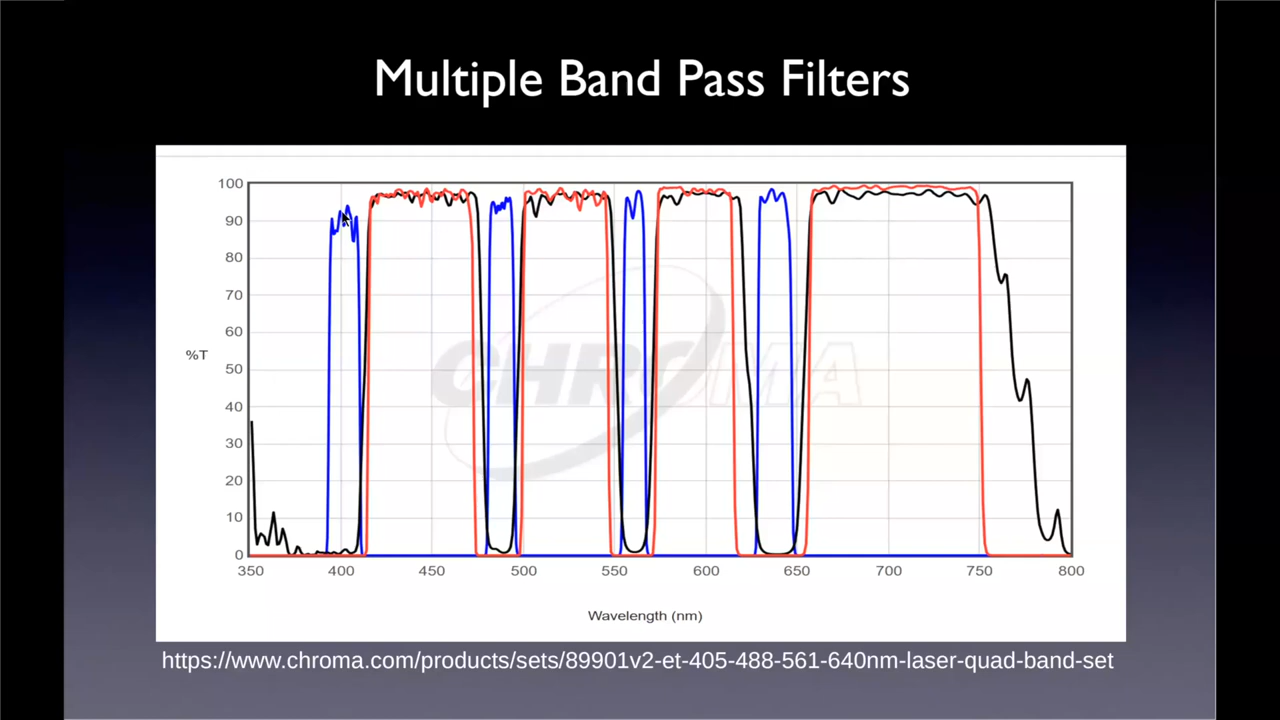 Multiple Band Pass Filters
100
90
80
70
60
50
40
30
20
10
0
%T
CHROMA
350 400 450 500 550 600 650 700 750 800
Wavelength (nm)
https://www.chroma.com/products/sets/89901v2-et-405-488-561-640nm-laser-quad-band-set